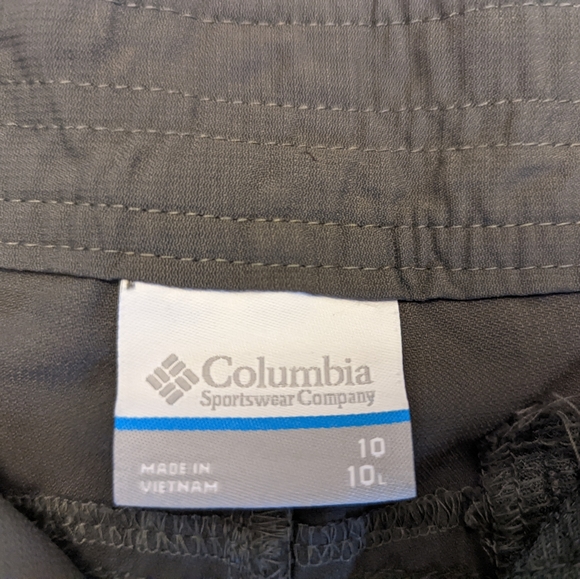 Columbia
Sportswear Company
10
MADE IN
10L
VIETNAM